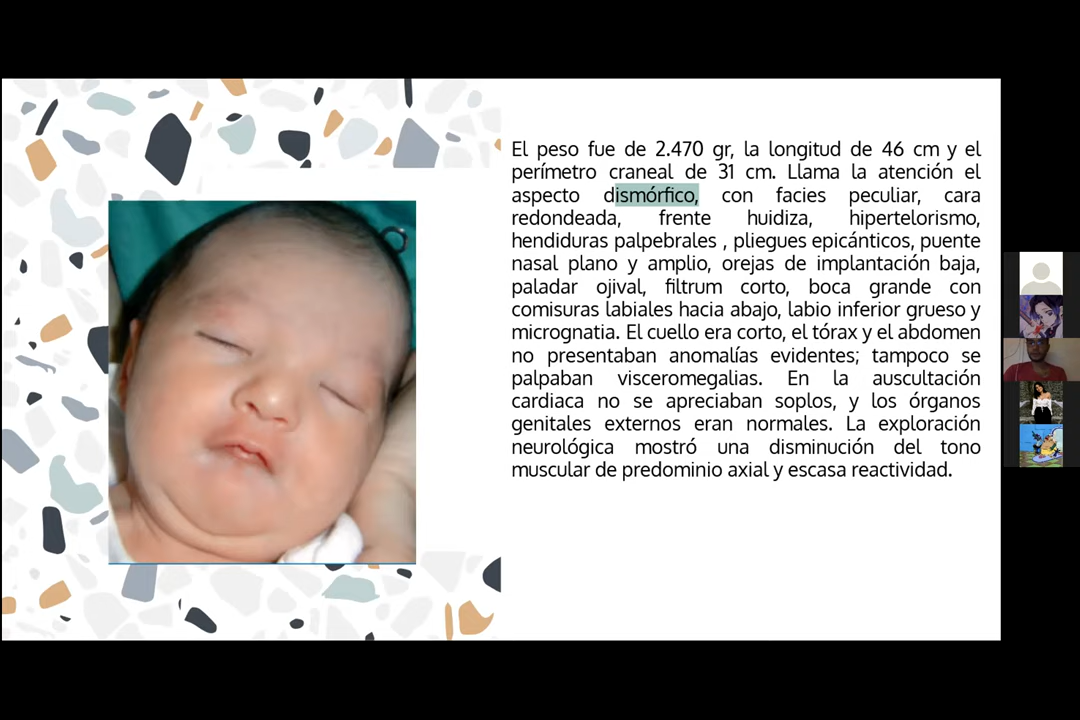 El peso fue de 2.470 gr, la longitud de 46 cm y el
perímetro craneal de 31 cm. Llama la atención el
aspecto dismórfico, con facies peculiar, cara
redondeada, frente huidiza, hipertelorismo,
hendiduras palpebrales , pliegues epicánticos, puente
nasal plano y amplio, orejas de implantación baja,
paladar ojival, filtrum corto, boca grande con
comisuras labiales hacia abajo, labio inferior grueso y
micrognatia. El cuello era corto, el tórax y el abdomen
no presentaban anomalías evidentes; tampoco se
palpaban visceromegalias. En la auscultación
cardiaca no se apreciaban soplos, y los órganos
genitales externos eran normales. La exploración
neurológica mostró una disminución del tono
muscular de predominio axial y escasa reactividad.